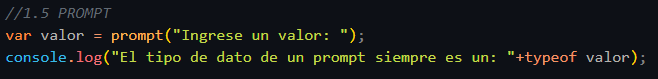 //1.5 PROMPT
var valor = prompt("Ingrese un valor: ");
console.log("El tipo de dato de un prompt siempre es un: "+typeof valor);